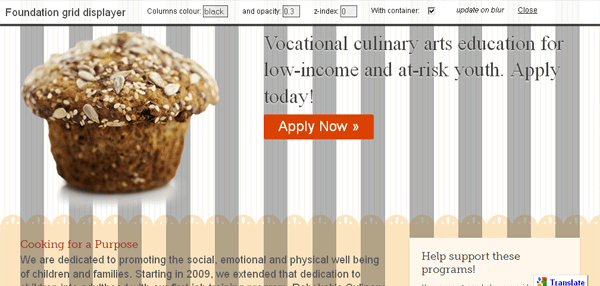 Foundation grid displayer
Columns colour: black and opacity: 0.3 z-index: 0 With container: update on blur Close
Vocational culinary arts education for
low-income and at-risk youth. Apply
today!
Apply Now »
Cooking for a Purpose
We are dedicated to promoting the social, emotional and physical well being
of children and families. Starting in 2009, we extended that dedication to
Help support these
programs!
Translate